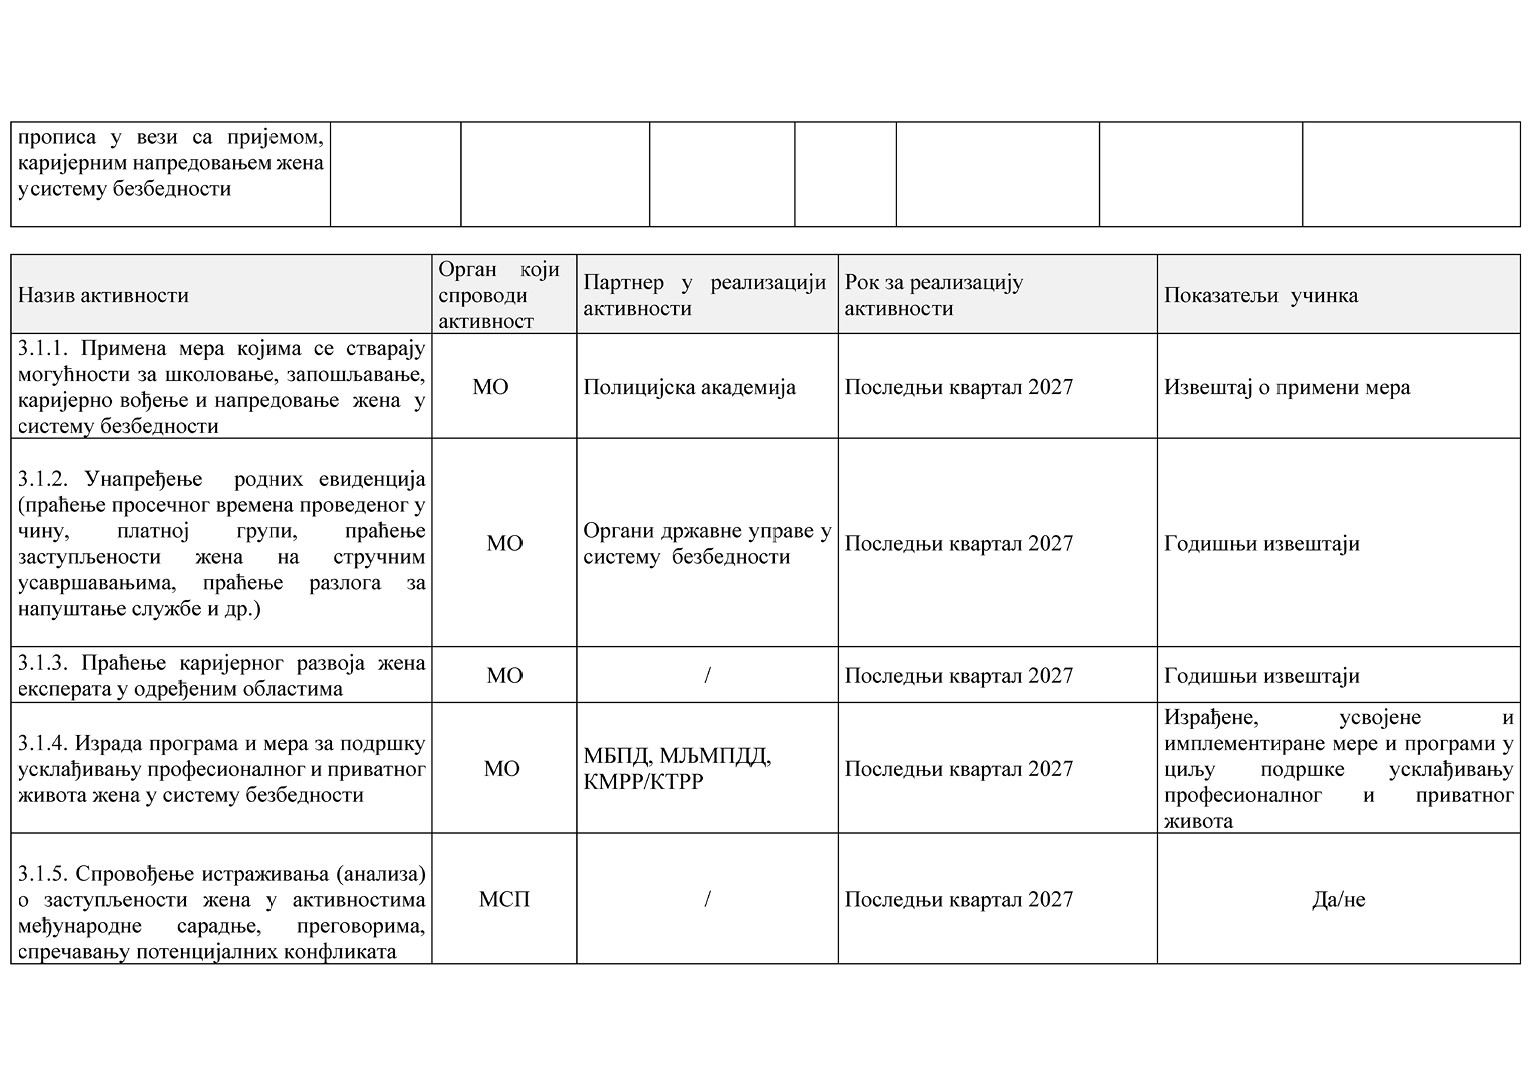 прописа у вези са пријемом,
каријерним напредовањем жена
у систему безбедности
Назив активности
Орган који
спроводи
активност
Партнер у реализацији
активности
Рок за реализацију
активности
Показатељи учинка
3.1.1. Примена мера којима се стварају
могућности за школовање, запошљавање,
каријерно вођење и напредовање жена у
систему безбедности
МО
Полицијска академија
Последњи квартал 2027
Извештај о примени мера
3.1.2. Унапређење родних евиденција
(праћење просечног времена проведеног у
чину, платној групи, праћење
заступљености жена на стручним
усавршавањима, праћење разлога за
напуштање службе и др.)
МО
Органи државне управе у
систему безбедности
Последњи квартал 2027
Годишњи извештаји
3.1.3. Праћење каријерног развоја жена
експерата у одређеним областима
МО
/
Последњи квартал 2027
Годишњи извештаји
3.1.4. Израда програма и мера за подршку
усклађивању професионалног и приватног
живота жена у систему безбедности
МО
МБПД, МЉМПДД,
КМРР/КТРР
Последњи квартал 2027
Израђене, усвојене и
имплементиране мере и програми у
циљу подршке усклађивању
професионалног и приватног
живота
3.1.5. Спровођење истраживања (анализа)
о заступљености жена у активностима
међународне сарадње, преговорима,
спречавању потенцијалних конфликата
МСП
/
Последњи квартал 2027
Да/не